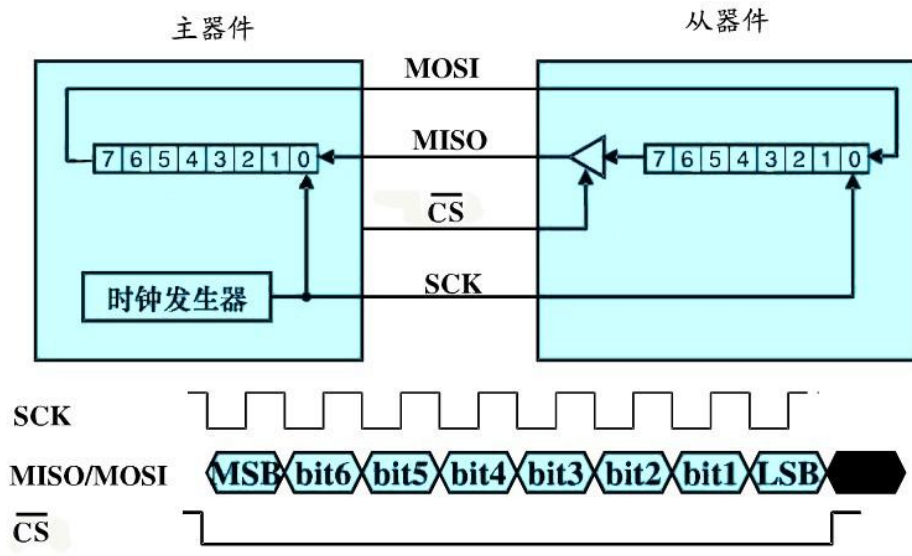 主器件
从器件
MOSI
7 6 5 4 3 2 1 0
MISO
7 6 5 4 3 2 1 0
CS
时钟发生器
SCK
SCK
MISO/MOSI MSB bit6 bit5 bit4 bit3 bit2 bit1 LSB
CS